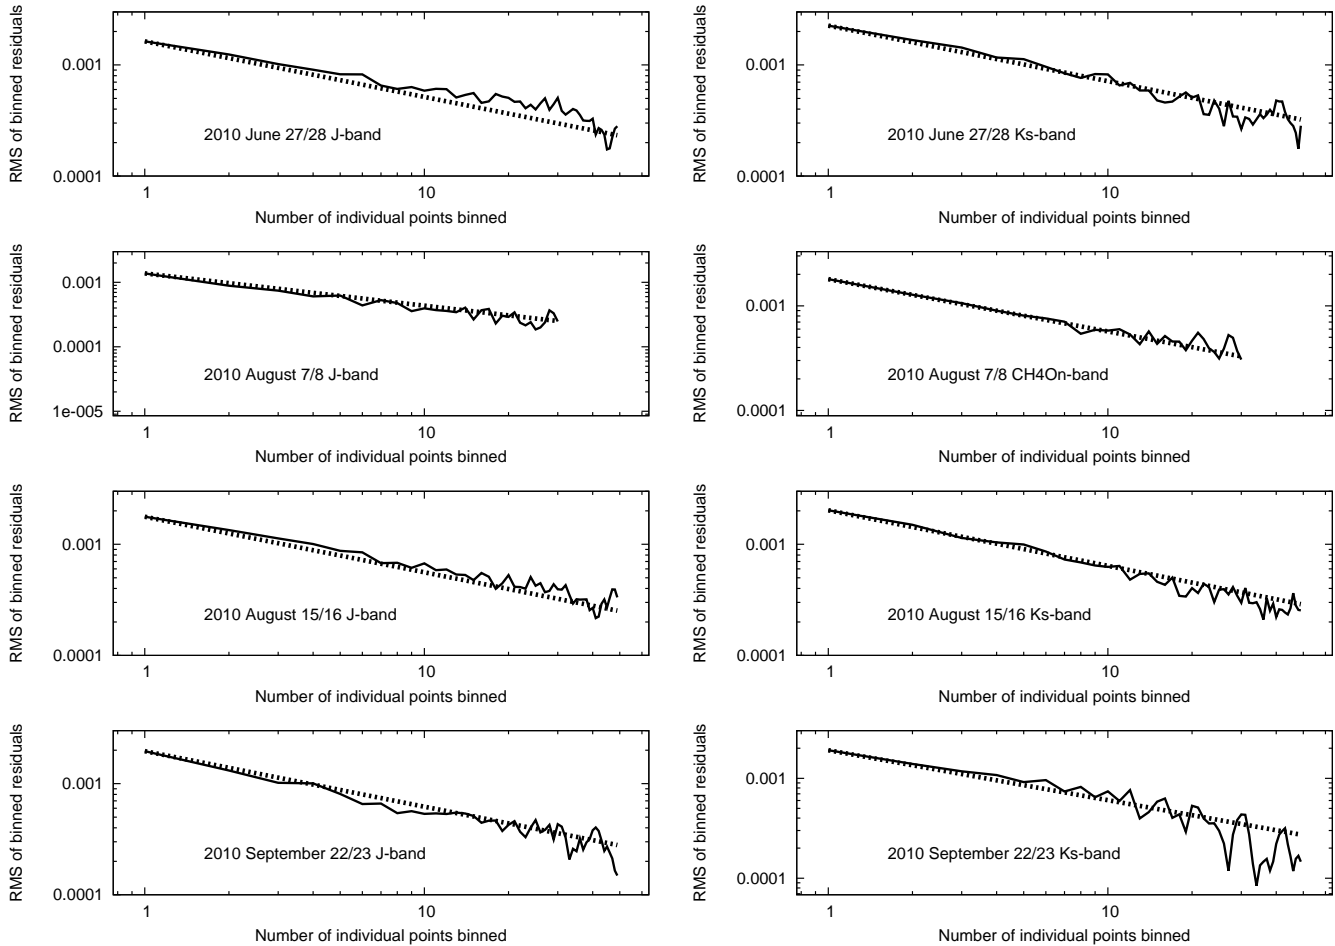 RMS of binned residuals
0.001
0.0001
2010 June 27/28 J-band
1 10
Number of individual points binned
RMS of binned residuals
0.001
0.0001
2010 June 27/28 Ks-band
1 10
Number of individual points binned
RMS of binned residuals
0.001
0.0001
1e-005
2010 August 7/8 J-band
1 10
Number of individual points binned
RMS of binned residuals
0.001
0.0001
2010 August 7/8 CH4On-band
1 10
Number of individual points binned
RMS of binned residuals
0.001
0.0001
2010 August 15/16 J-band
1 10
Number of individual points binned
RMS of binned residuals
0.001
0.0001
2010 August 15/16 Ks-band
1 10
Number of individual points binned
RMS of binned residuals
0.001
0.0001
2010 September 22/23 J-band
1 10
Number of individual points binned
RMS of binned residuals
0.001
0.0001
2010 September 22/23 Ks-band
1 10
Number of individual points binned